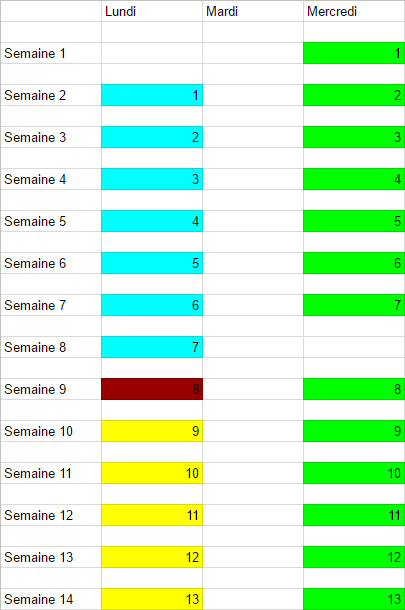 Lundi Mardi Mercredi
Semaine 1 1
Semaine 2 1 2
Semaine 3 2 3
Semaine 4 3 4
Semaine 5 4 5
Semaine 6 5 6
Semaine 7 6 7
Semaine 8 7
Semaine 9 8 8
Semaine 10 9 9
Semaine 11 10 10
Semaine 12 11 11
Semaine 13 12 12
Semaine 14 13 13